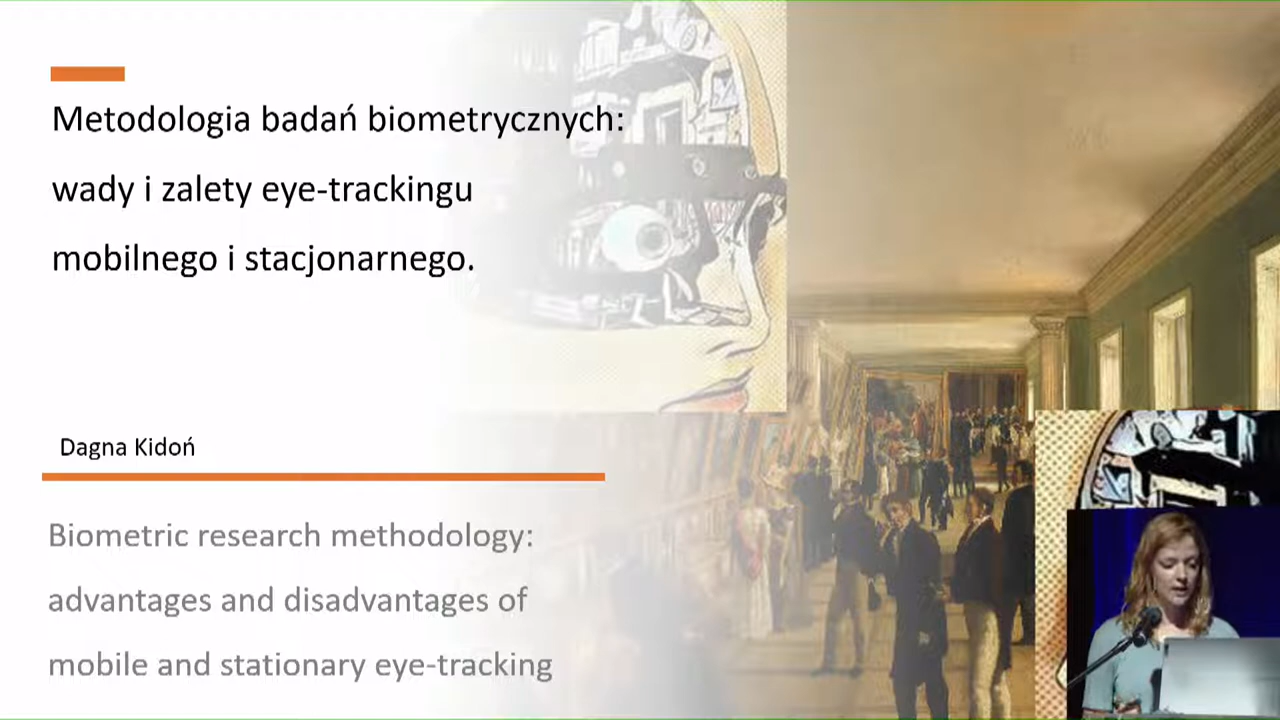 Metodologia badań biometrycznych:
wady i zalety eye-trackingu
mobilnego i stacjonarnego.
Dagna Kidoń
Biometric research methodology:
advantages and disadvantages of
mobile and stationary eye-tracking